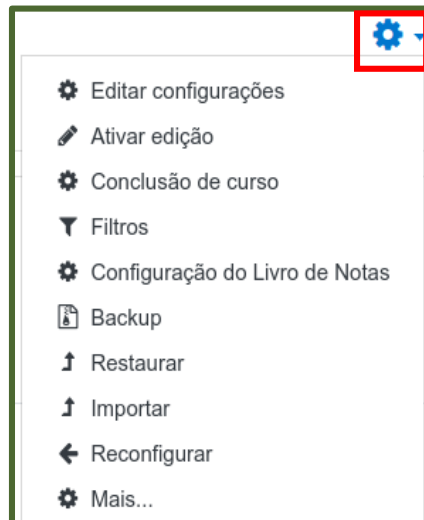 Editar configurações
Ativar edição
Conclusão de curso
Filtros
Configuração do Livro de Notas
Backup
Restaurar
Importar
Reconfigurar
Mais...